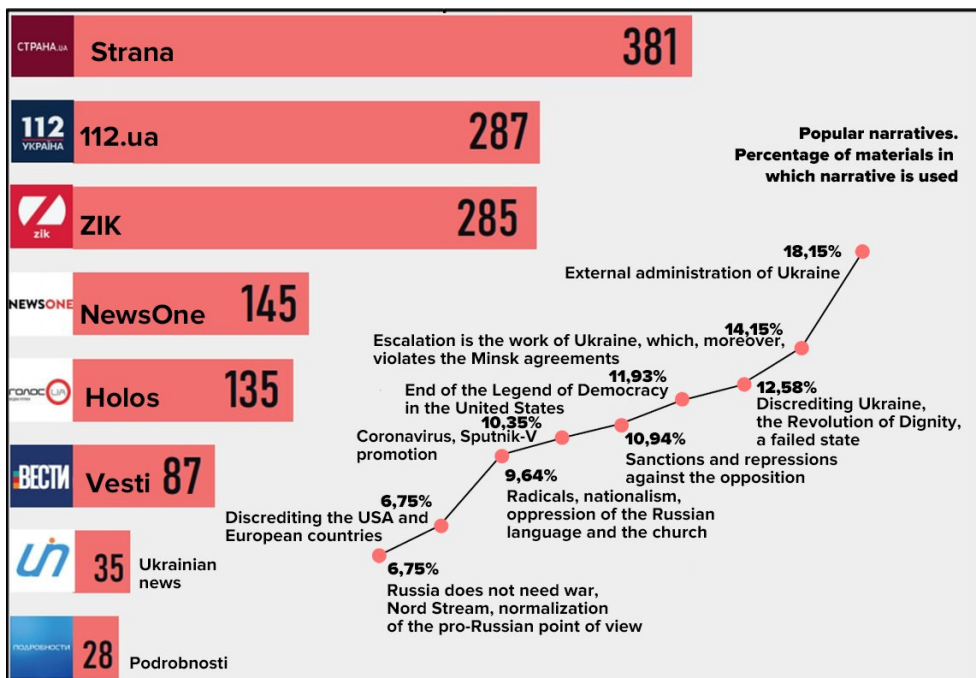 СТРАНА.UA
Strana
381
112
УКРАЇНА
112.ua
287
zik
ZIK
285
NEWSONE
NewsOne
145
ГОЛОС UA
Holos
135
ВЕСТИ
Vesti
87
un
35
Ukrainian
news
ПОДРОБНОСТИ
28
Podrobnosti
Popular narratives.
Percentage of materials in
which narrative is used
18,15%
External administration of Ukraine
14,15%
Escalation is the work of Ukraine, which, moreover,
violates the Minsk agreements
12,58%
Discrediting Ukraine,
the Revolution of Dignity,
a failed state
11,93%
End of the Legend of Democracy
in the United States
10,94%
Sanctions and repressions
against the opposition
10,35%
Coronavirus, Sputnik-V
promotion
9,64%
Radicals, nationalism,
oppression of the Russian
language and the church
6,75%
Discrediting the USA and
European countries
6,75%
Russia does not need war,
Nord Stream, normalization
of the pro-Russian point of view